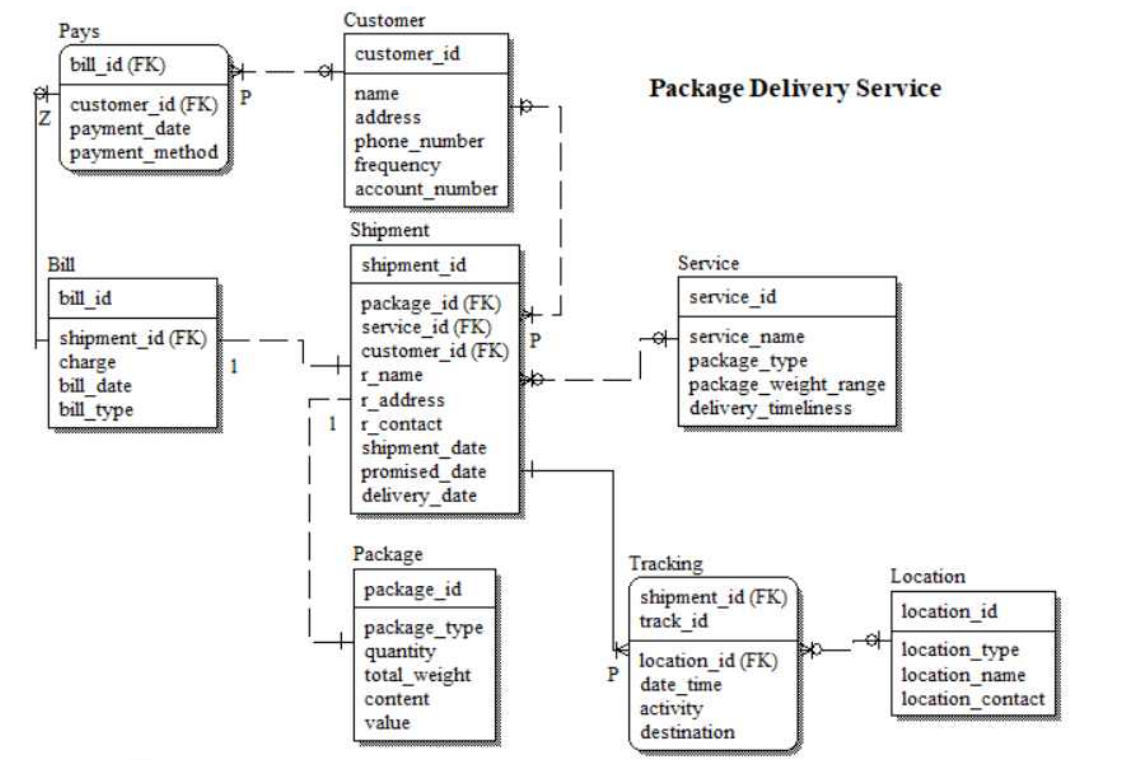 Pays
bill_id (FK)
customer_id (FK)
payment_date
payment_method
Z
P
Customer
customer_id
name
address
phone_number
frequency
account_number
Package Delivery Service
Bill
bill_id
shipment_id (FK)
charge
bill_date
bill_type
1
Shipment
shipment_id
package_id (FK)
service_id (FK)
customer_id (FK)
r_name
r_address
r_contact
shipment_date
promised_date
delivery_date
P
1
Service
service_id
service_name
package_type
package_weight_range
delivery_timeliness
Package
package_id
package_type
quantity
total_weight
content
value
Tracking
shipment_id (FK)
track_id
location_id (FK)
date_time
activity
destination
P
Location
location_id
location_type
location_name
location_contact